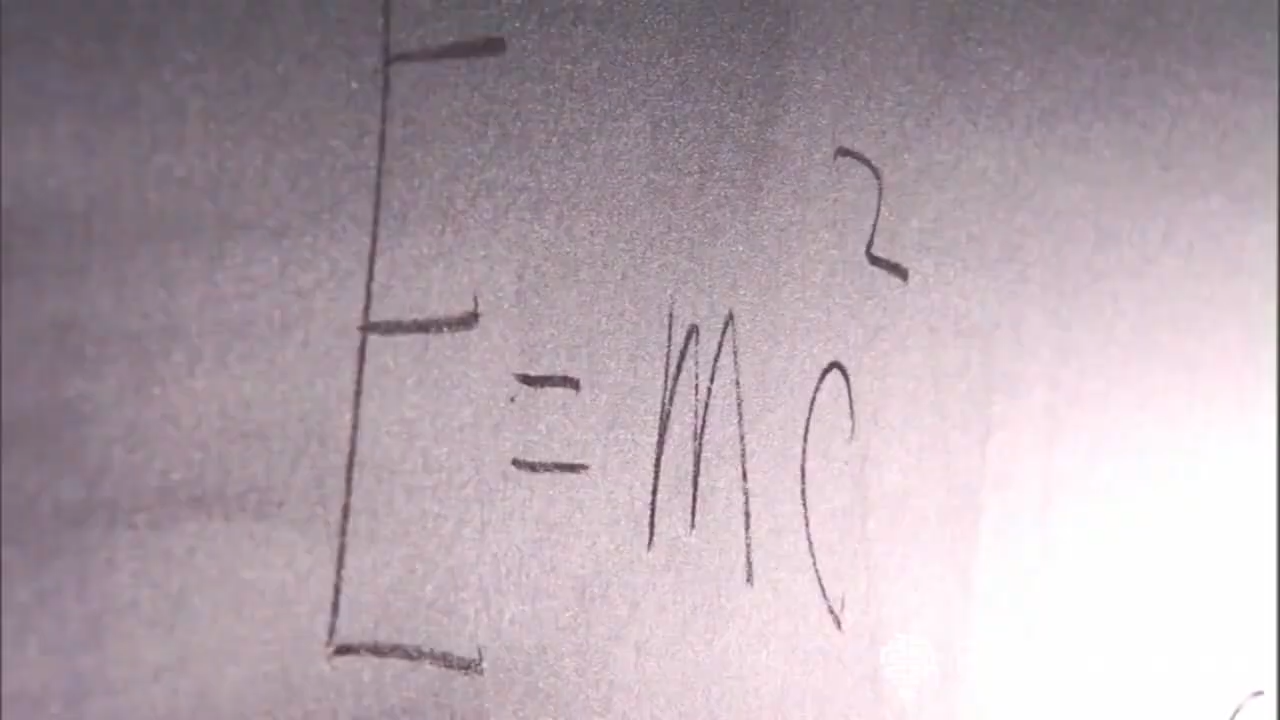 E = mc²